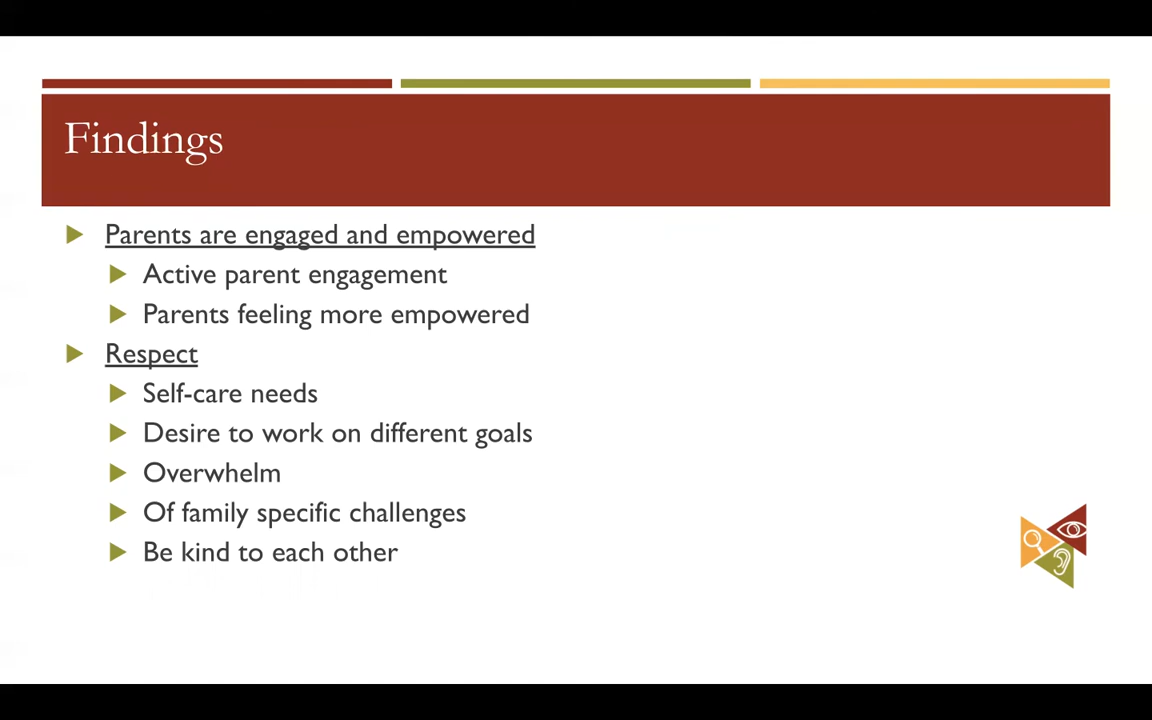 Findings
Parents are engaged and empowered
Active parent engagement
Parents feeling more empowered
Respect
Self-care needs
Desire to work on different goals
Overwhelm
Of family specific challenges
Be kind to each other